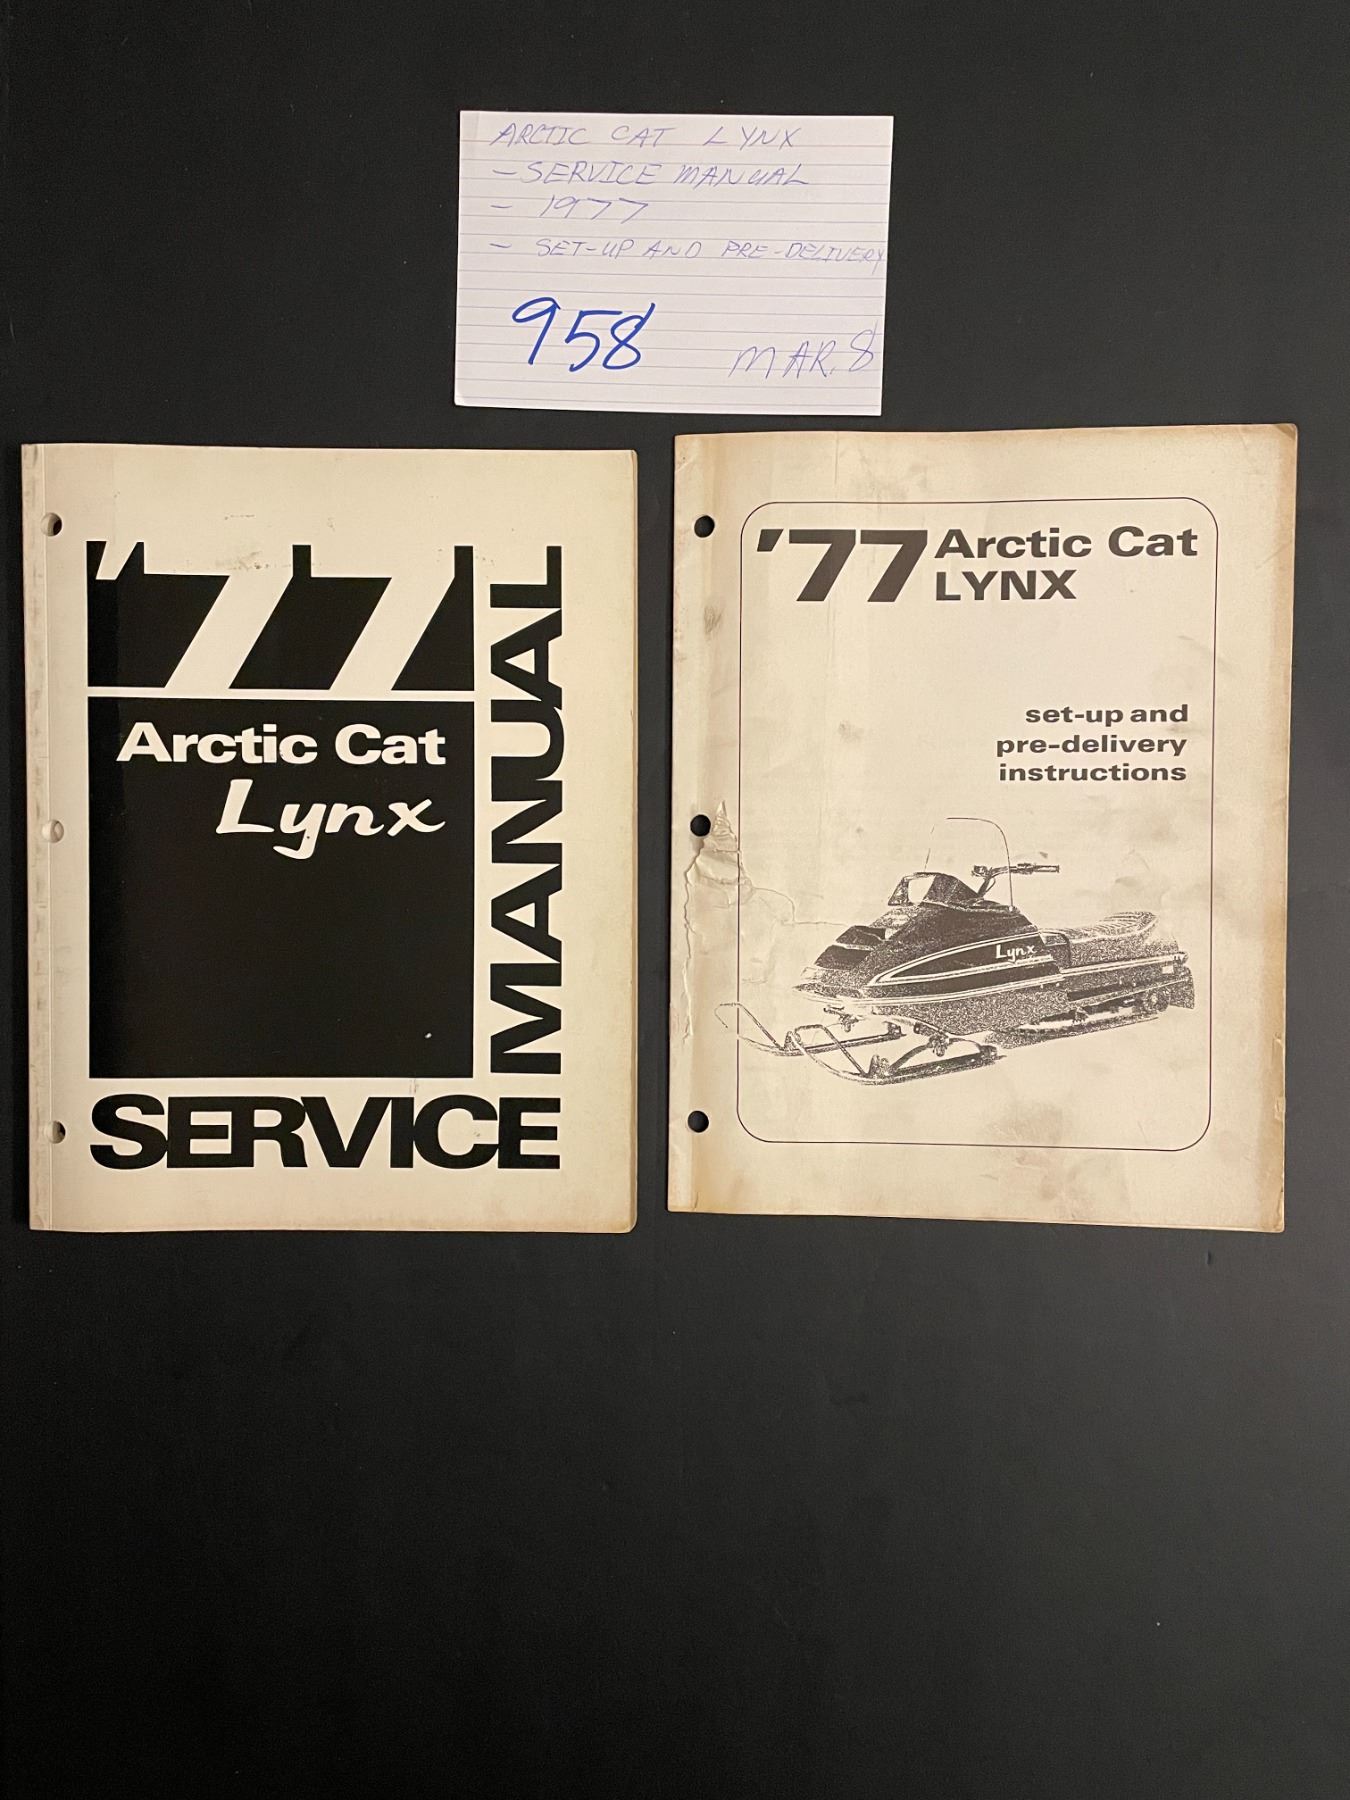 ARCTIC CAT LYNX
- SERVICE MANUAL
- 1977
- SET-UP AND PRE-DELIVERY
958 MAR. 8
'77
Arctic Cat
Lynx
MANUAL
SERVICE
'77 Arctic Cat
LYNX
set-up and
pre-delivery
instructions
Lynx